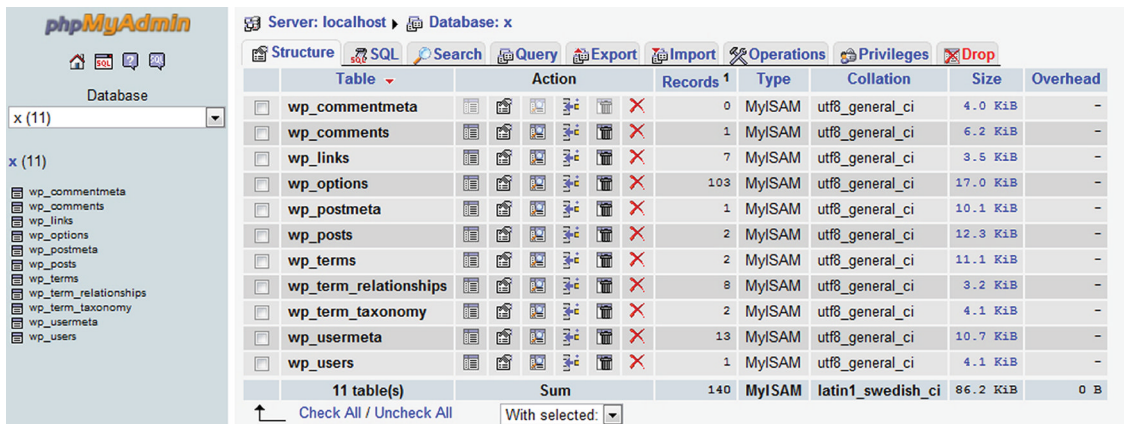 phpMyAdmin
Database
x (11)
x (11)
wp_commentmeta
wp_comments
wp_links
wp_options
wp_postmeta
wp_posts
wp_terms
wp_term_relationships
wp_term_taxonomy
wp_usermeta
wp_users
Server: localhost Database: x
Structure SQL Search Query Export Import Operations Privileges Drop
Table Action Records 1 Type Collation Size Overhead
wp_commentmeta 0 MyISAM utf8_general_ci 4.0 KiB -
wp_comments 1 MyISAM utf8_general_ci 6.2 KiB -
wp_links 7 MyISAM utf8_general_ci 3.5 KiB -
wp_options 103 MyISAM utf8_general_ci 17.0 KiB -
wp_postmeta 1 MyISAM utf8_general_ci 10.1 KiB -
wp_posts 2 MyISAM utf8_general_ci 12.3 KiB -
wp_terms 2 MyISAM utf8_general_ci 11.1 KiB -
wp_term_relationships 8 MyISAM utf8_general_ci 3.2 KiB -
wp_term_taxonomy 2 MyISAM utf8_general_ci 4.1 KiB -
wp_usermeta 13 MyISAM utf8_general_ci 10.7 KiB -
wp_users 1 MyISAM utf8_general_ci 4.1 KiB -
11 table(s) Sum 140 MyISAM latin1_swedish_ci 86.2 KiB 0 B
Check All / Uncheck All With selected: